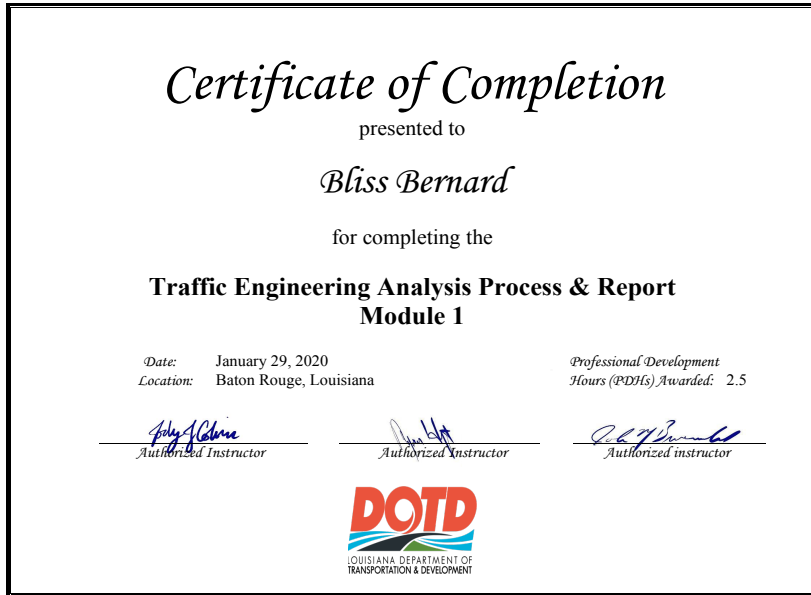 Certificate of Completion
presented to
Bliss Bernard
for completing the
Traffic Engineering Analysis Process & Report
Module 1
Date: January 29, 2020
Location: Baton Rouge, Louisiana
Professional Development
Hours (PDHs) Awarded: 2.5
Authorized Instructor
Authorized Instructor
Authorized instructor
DOTD
LOUISIANA DEPARTMENT OF
TRANSPORTATION & DEVELOPMENT